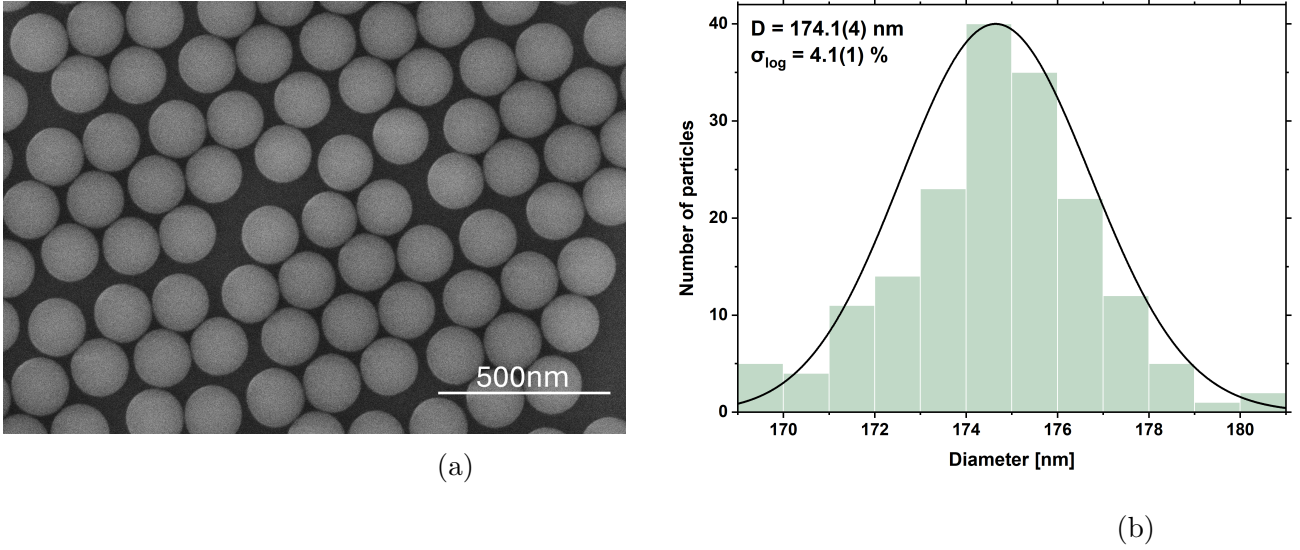 500nm
(a)
D = 174.1(4) nm
σlog = 4.1(1) %
Number of particles
40
30
20
10
0
170 172 174 176 178 180
Diameter [nm]
(b)